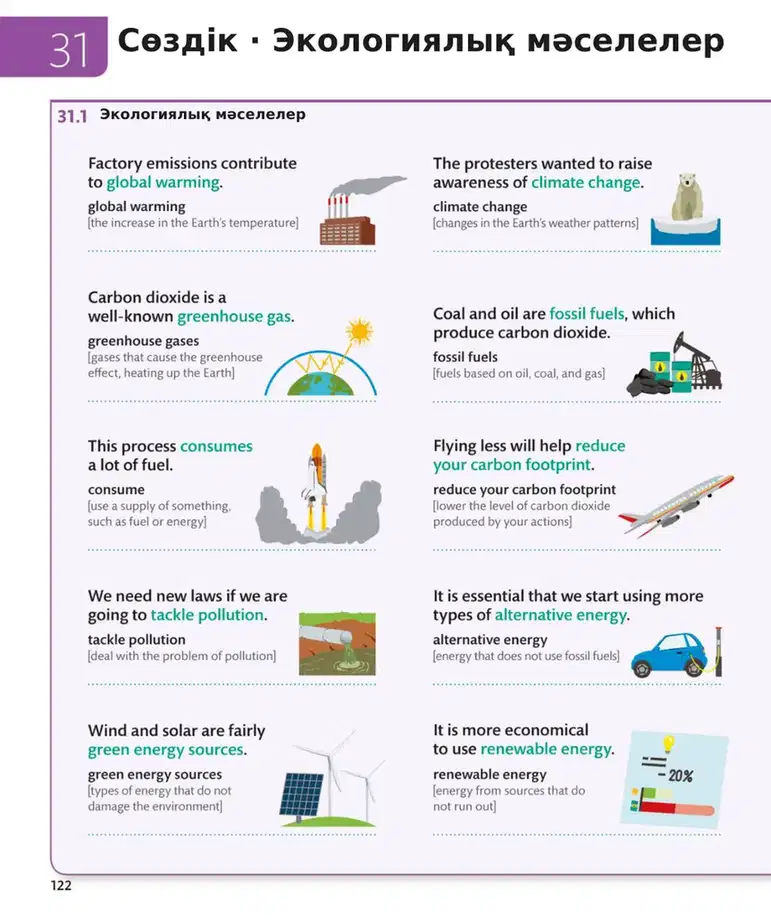 31
Сөздік · Экологиялық мәселелер
31.1 Экологиялық мәселелер
Factory emissions contribute
to global warming.
global warming
[the increase in the Earth's temperature]
The protesters wanted to raise
awareness of climate change.
climate change
[changes in the Earth's weather patterns]
Carbon dioxide is a
well-known greenhouse gas.
greenhouse gases
[gases that cause the greenhouse
effect, heating up the Earth]
Coal and oil are fossil fuels, which
produce carbon dioxide.
fossil fuels
[fuels based on oil, coal, and gas]
This process consumes
a lot of fuel.
consume
[use a supply of something,
such as fuel or energy]
Flying less will help reduce
your carbon footprint.
reduce your carbon footprint
[lower the level of carbon dioxide
produced by your actions]
We need new laws if we are
going to tackle pollution.
tackle pollution
[deal with the problem of pollution]
It is essential that we start using more
types of alternative energy.
alternative energy
[energy that does not use fossil fuels]
Wind and solar are fairly
green energy sources.
green energy sources
[types of energy that do not
damage the environment]
It is more economical
to use renewable energy.
renewable energy
[energy from sources that do
not run out]
- 20%
122